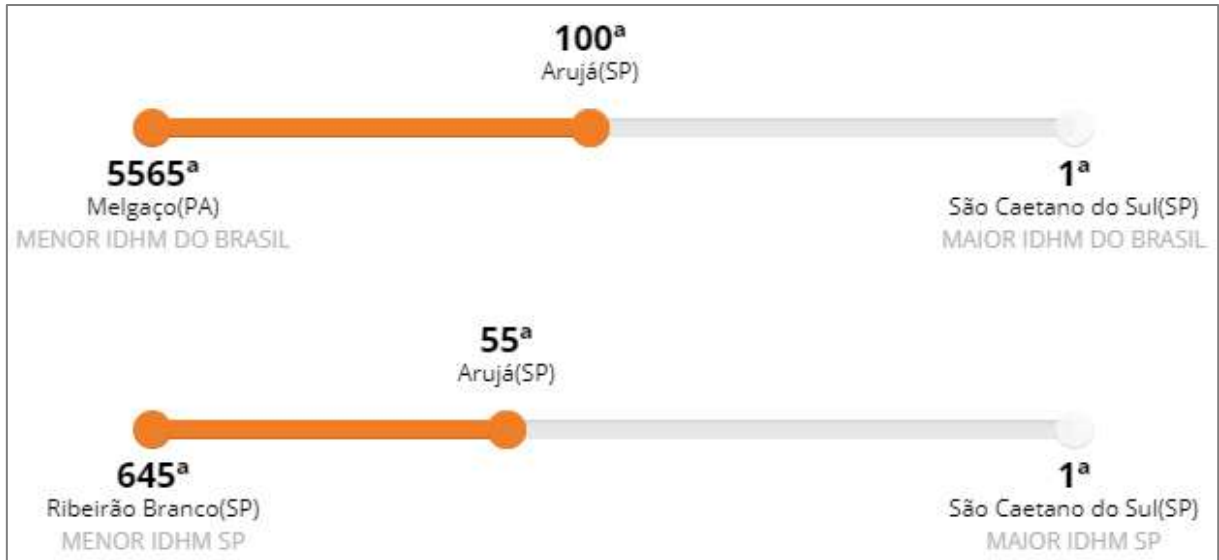 100ª
Arujá(SP)
5565ª
Melgaço(PA)
MENOR IDHM DO BRASIL
1ª
São Caetano do Sul(SP)
MAIOR IDHM DO BRASIL
55ª
Arujá(SP)
645ª
Ribeirão Branco(SP)
MENOR IDHM SP
1ª
São Caetano do Sul(SP)
MAIOR IDHM SP